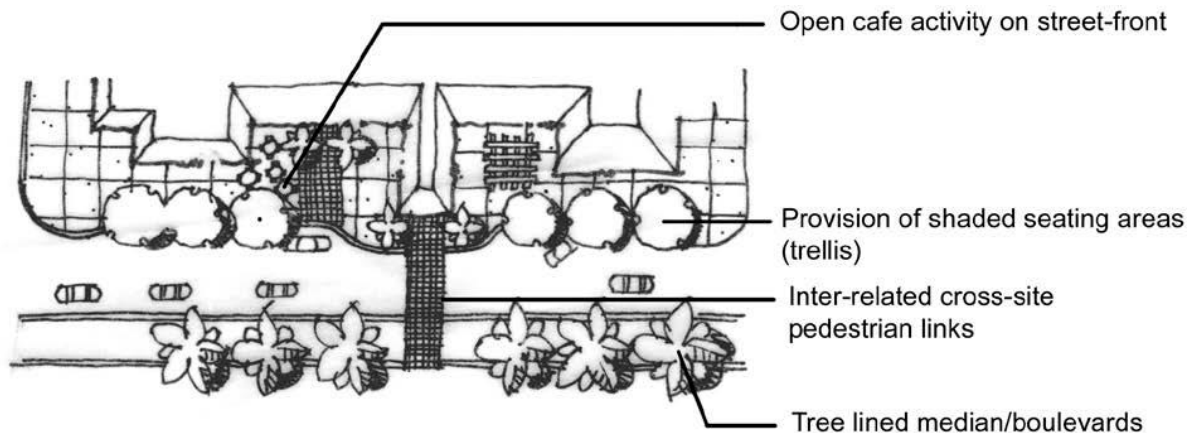 Open cafe activity on street-front
Provision of shaded seating areas
(trellis)
Inter-related cross-site
pedestrian links
Tree lined median/boulevards